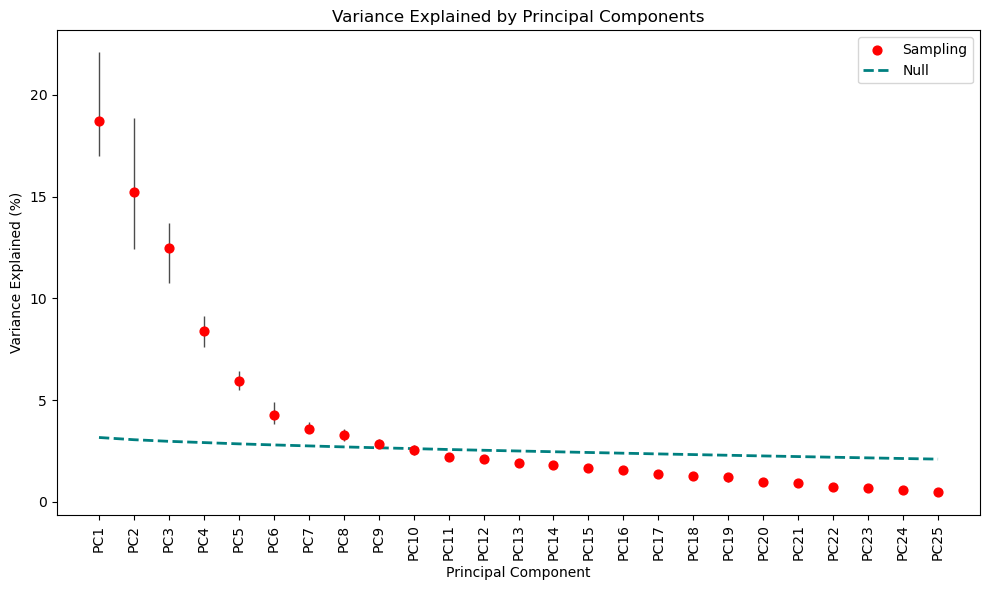 Variance Explained by Principal Components
Sampling
Null
Variance Explained (%)
20
15
10
5
0
PC1
PC2
PC3
PC4
PC5
PC6
PC7
PC8
PC9
PC10
PC11
PC12
PC13
PC14
PC15
PC16
PC17
PC18
PC19
PC20
PC21
PC22
PC23
PC24
PC25
Principal Component